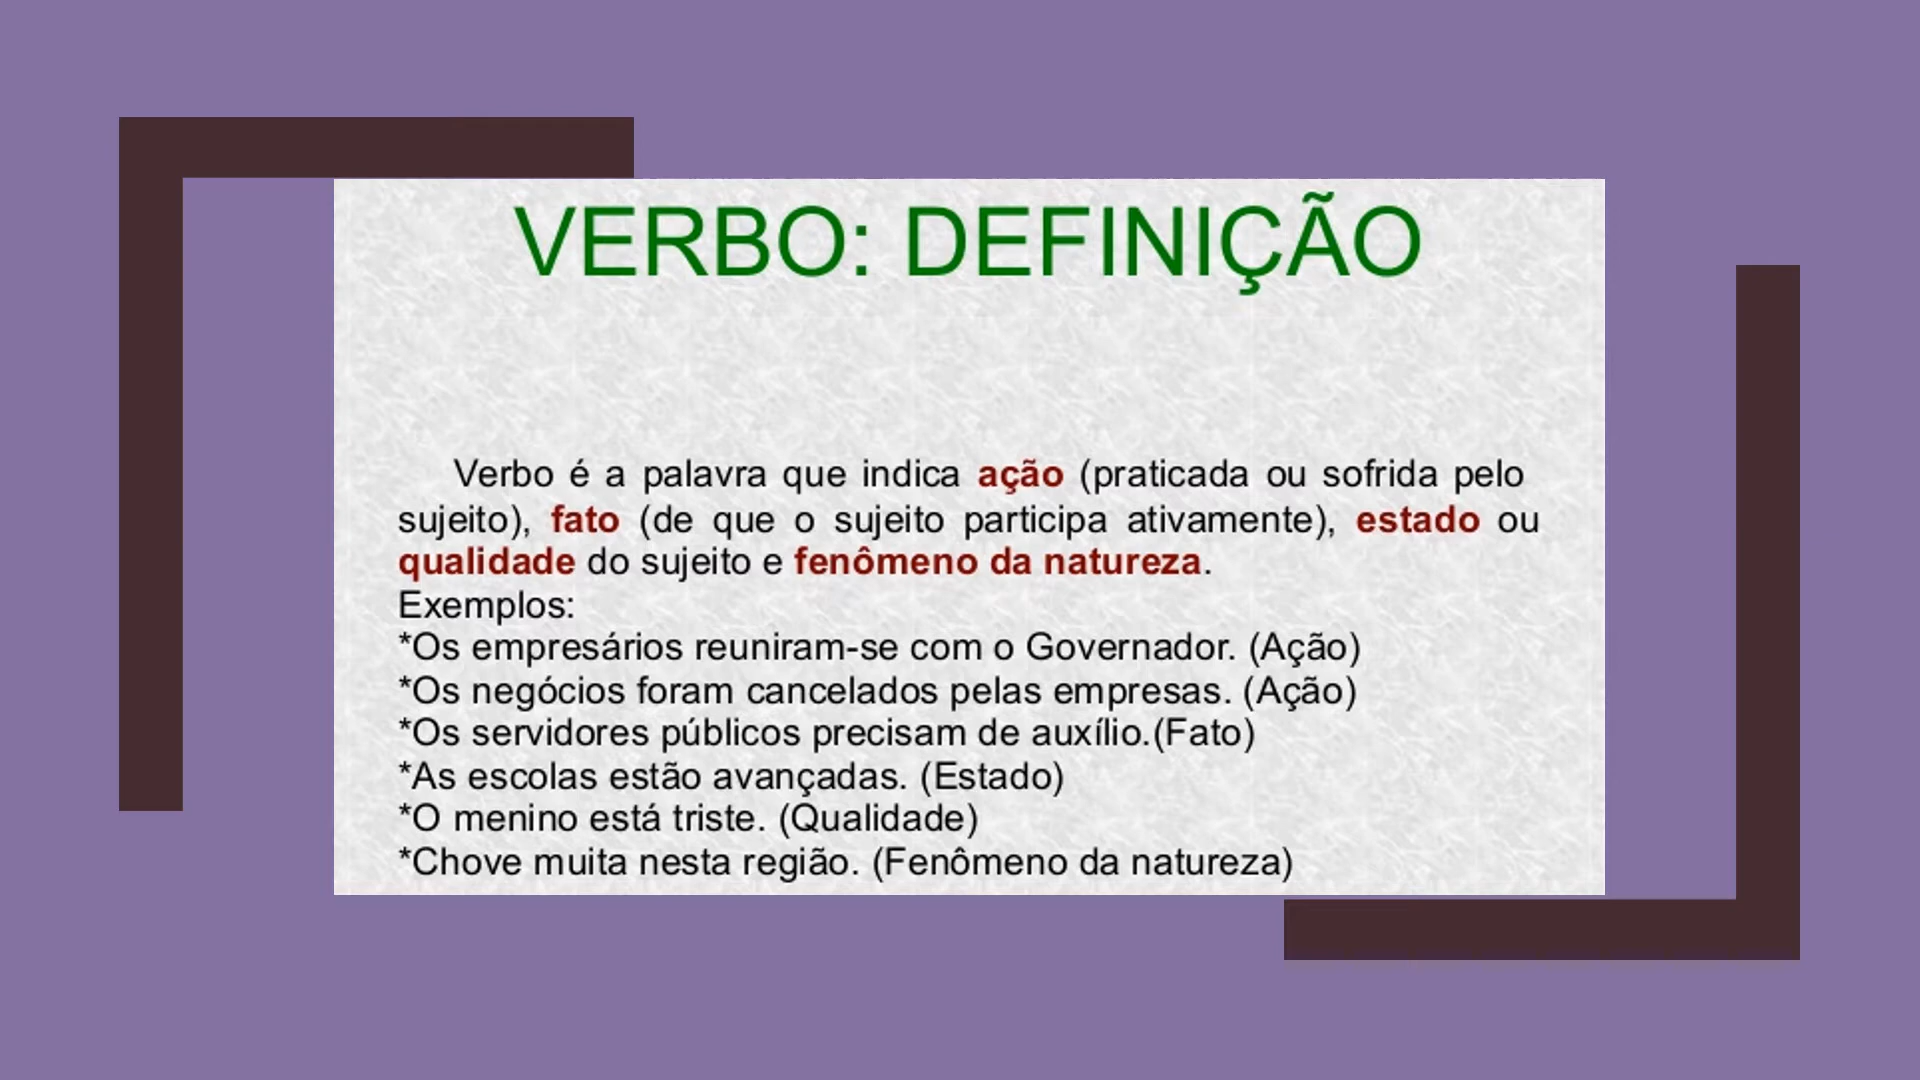 VERBO: DEFINIÇÃO
Verbo é a palavra que indica ação (praticada ou sofrida pelo
sujeito), fato (de que o sujeito participa ativamente), estado ou
qualidade do sujeito e fenômeno da natureza.
Exemplos:
*Os empresários reuniram-se com o Governador. (Ação)
*Os negócios foram cancelados pelas empresas. (Ação)
*Os servidores públicos precisam de auxílio.(Fato)
*As escolas estão avançadas. (Estado)
*O menino está triste. (Qualidade)
*Chove muita nesta região. (Fenômeno da natureza)